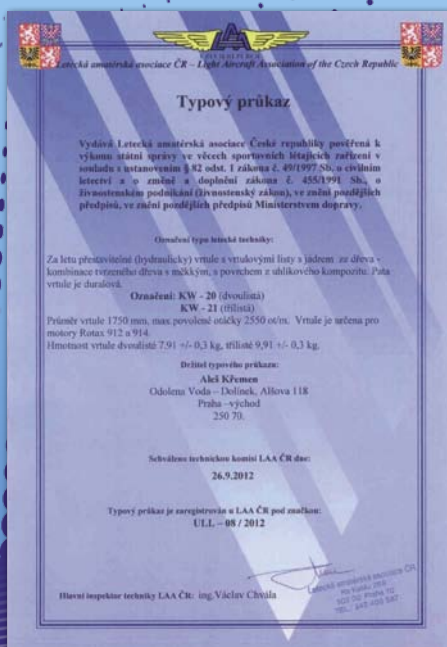 Letecká amatérská asociace ČR – Light Aircraft Association of the Czech Republic
Typový průkaz
Vydává Letecká amatérská asociace České republiky pověřená k
výkonu státní správy ve věcech sportovních létajících zařízení v
souladu s ustanovením § 82 odst. 1 zákona č. 49/1997 Sb. o civilním
letectví a o změně a doplnění zákona č. 455/1991 Sb., o
živnostenském podnikání (živnostenský zákon), ve znění pozdějších
předpisů, ve znění pozdějších předpisů Ministerstvem dopravy.
Označení typu letecké techniky:
Za letu přestavitelné (hydraulicky) vrtule s vrtulovými listy s jádrem ze dřeva -
kombinace tvrzeného dřeva s měkkým, s povrchem z uhlíkového kompozitu. Pata
vrtule je duralová.
Označení: KW - 20 (dvoulistá)
KW - 21 (třílistá)
Průměr vrtule 1750 mm, max povolené otáčky 2550 ot/m. Vrtule je určena pro
motory Rotax 912 a 914.
Hmotnost vrtule dvoulisté 7,91 +/- 0,3 kg, třílisté 9,91 +/- 0,3 kg.
Držitel typového průkazu:
Aleš Křemen
Odolena Voda – Dolínek, Alšova 118
Praha –východ
250 70.
Schváleno technickou komisí LAA ČR dne:
26.9.2012
Typový průkaz je zaregistrován u LAA ČR pod značkou:
ULL – 08 / 2012
Letecká amatérská asociace ČR
Hlavní inspektor techniky LAA ČR: ing. Václav Chvála